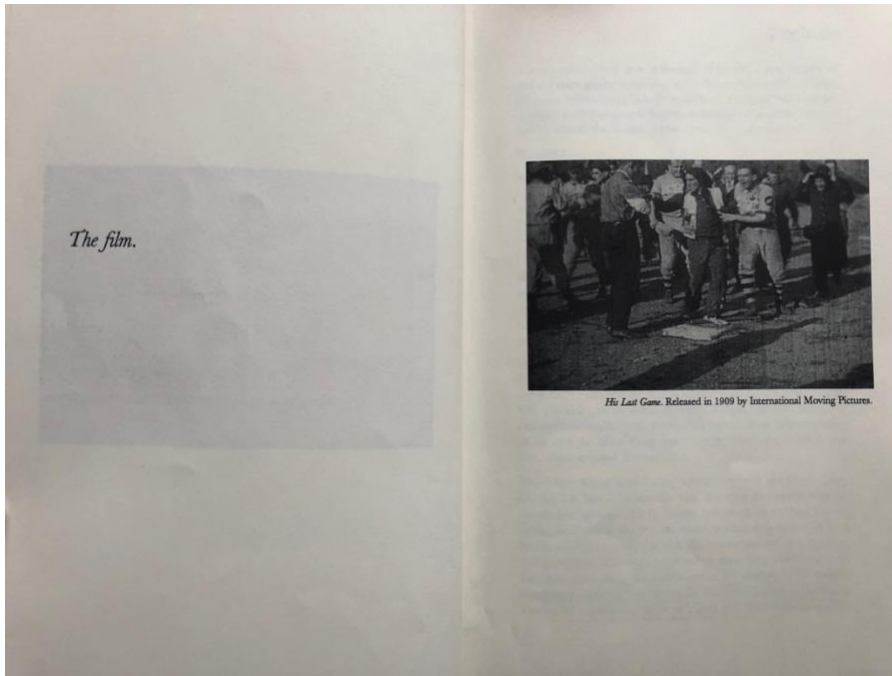 The film.
His Last Game. Released in 1909 by International Moving Pictures.